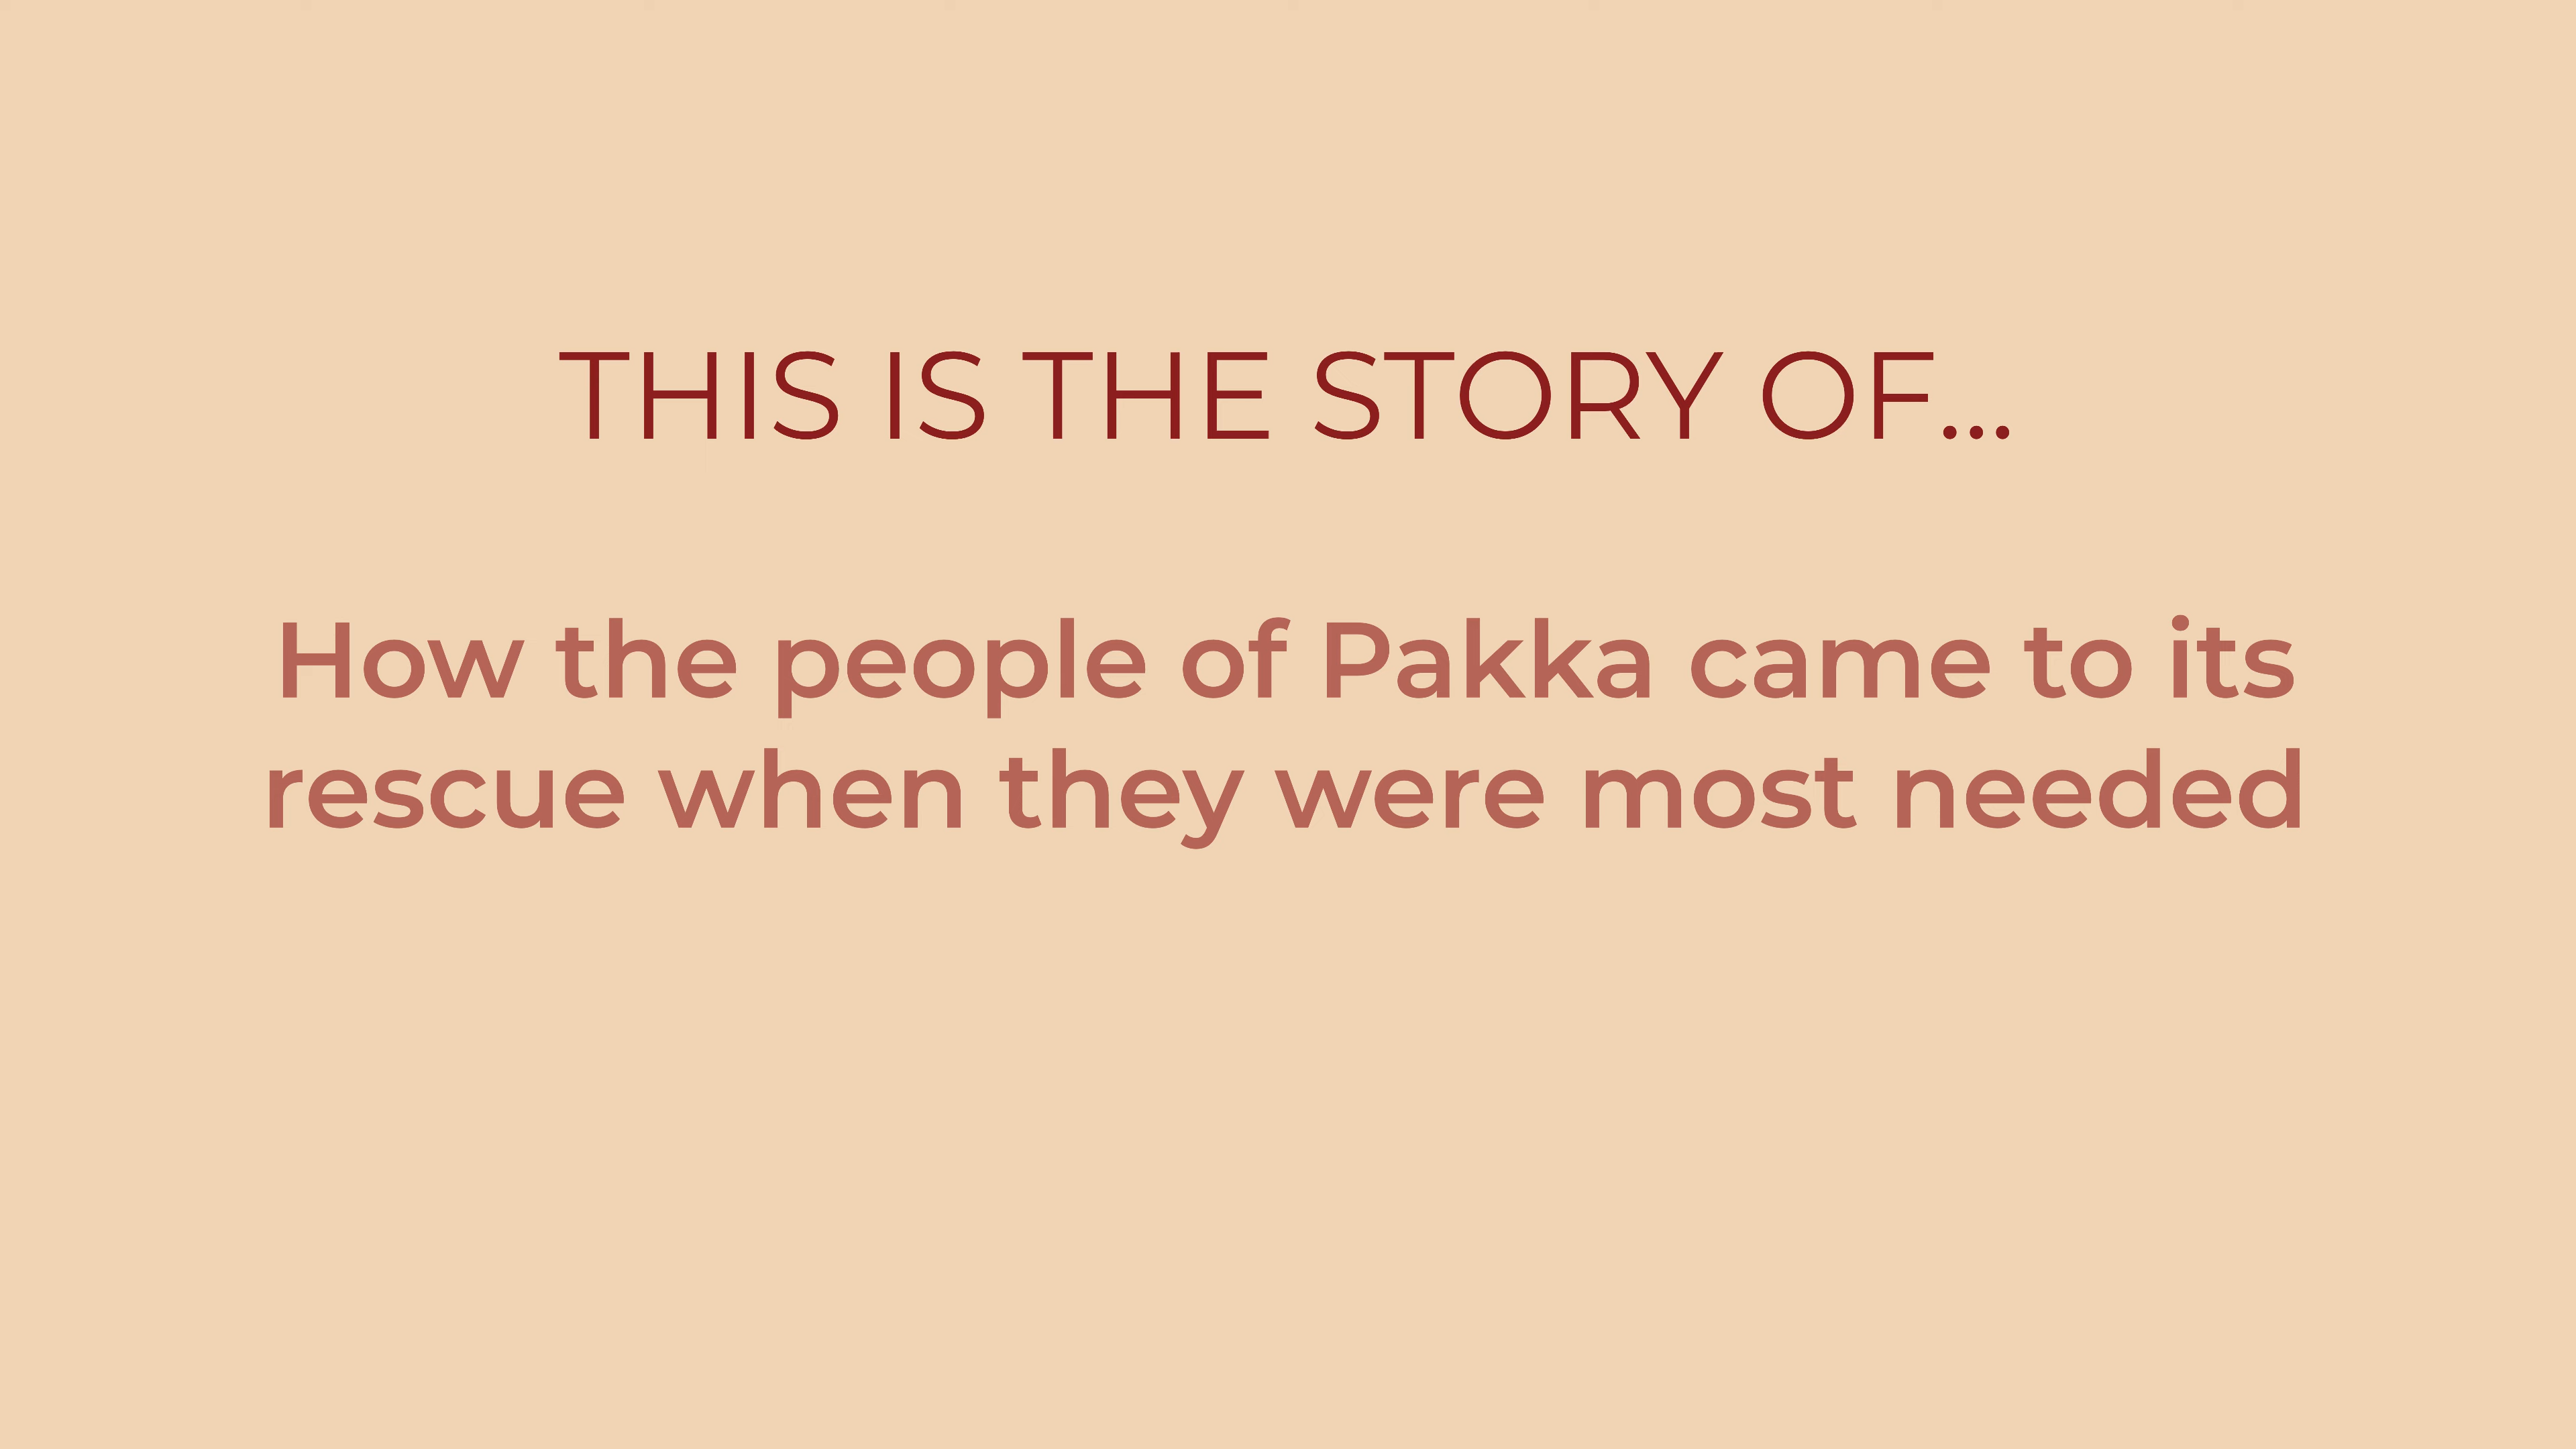 THIS IS THE STORY OF...
How the people of Pakka came to its
rescue when they were most needed